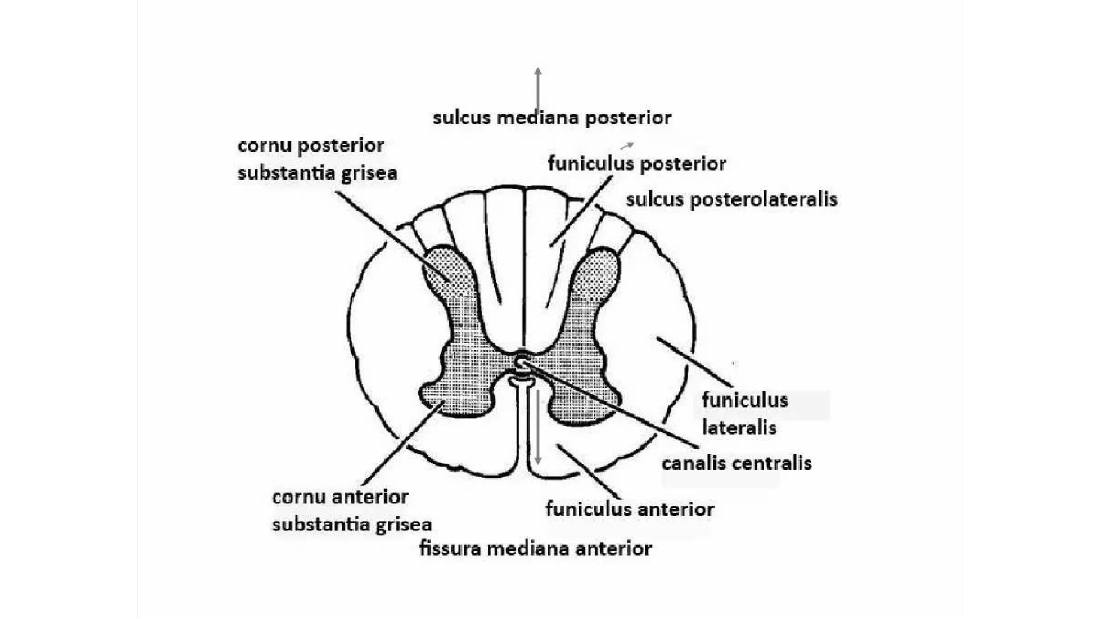 sulcus mediana posterior
cornu posterior
substantia grisea
funiculus posterior
sulcus posterolateralis
funiculus
lateralis
canalis centralis
cornu anterior
substantia grisea
funiculus anterior
fissura mediana anterior